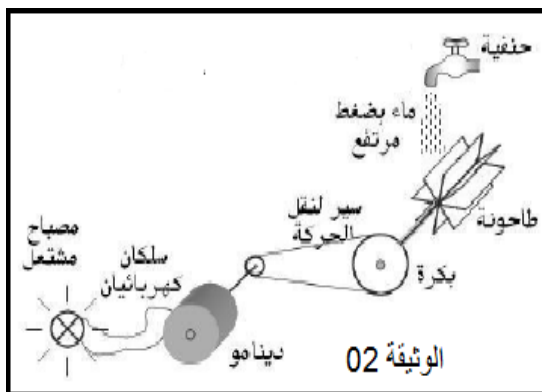 حنفية
ماء بضغط
مرتفع
طاحونة
سير لنقل
الحركة
بكرة
مصباح
مشتعل
سلكان
كهربائيان
دينامو
الوثيقة 02